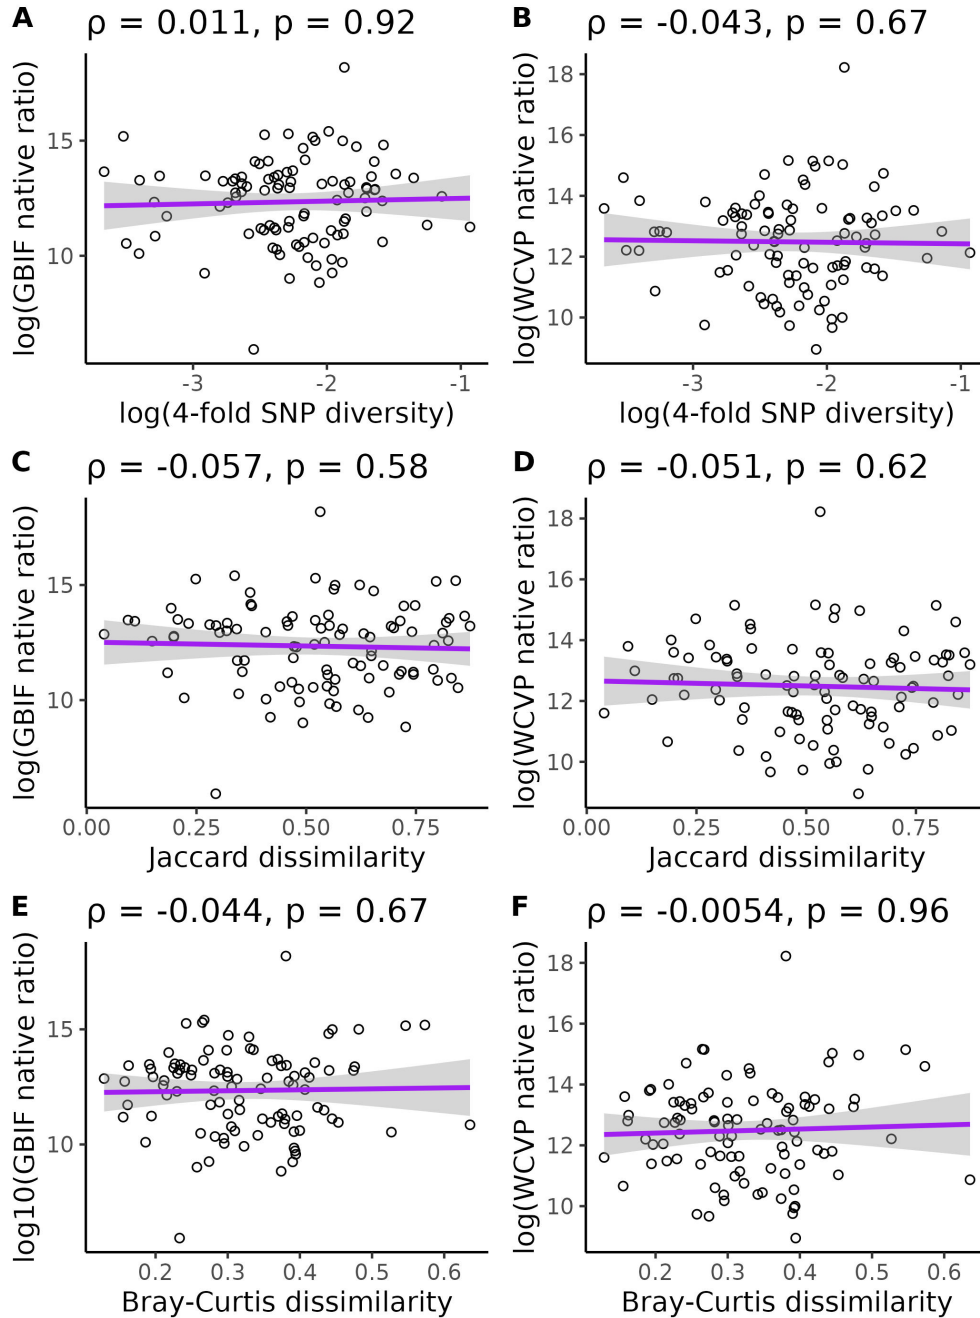 A
ρ = 0.011, p = 0.92
log(GBIF native ratio)
15
10
-3 -2 -1
log(4-fold SNP diversity)
B
ρ = -0.043, p = 0.67
log(WCVP native ratio)
18
16
14
12
10
-3 -2 -1
log(4-fold SNP diversity)
C
ρ = -0.057, p = 0.58
log(GBIF native ratio)
15
10
0.00 0.25 0.50 0.75
Jaccard dissimilarity
D
ρ = -0.051, p = 0.62
log(WCVP native ratio)
18
16
14
12
10
0.00 0.25 0.50 0.75
Jaccard dissimilarity
E
ρ = -0.044, p = 0.67
log10(GBIF native ratio)
15
10
0.2 0.3 0.4 0.5 0.6
Bray-Curtis dissimilarity
F
ρ = -0.0054, p = 0.96
log(WCVP native ratio)
18
16
14
12
10
0.2 0.3 0.4 0.5 0.6
Bray-Curtis dissimilarity